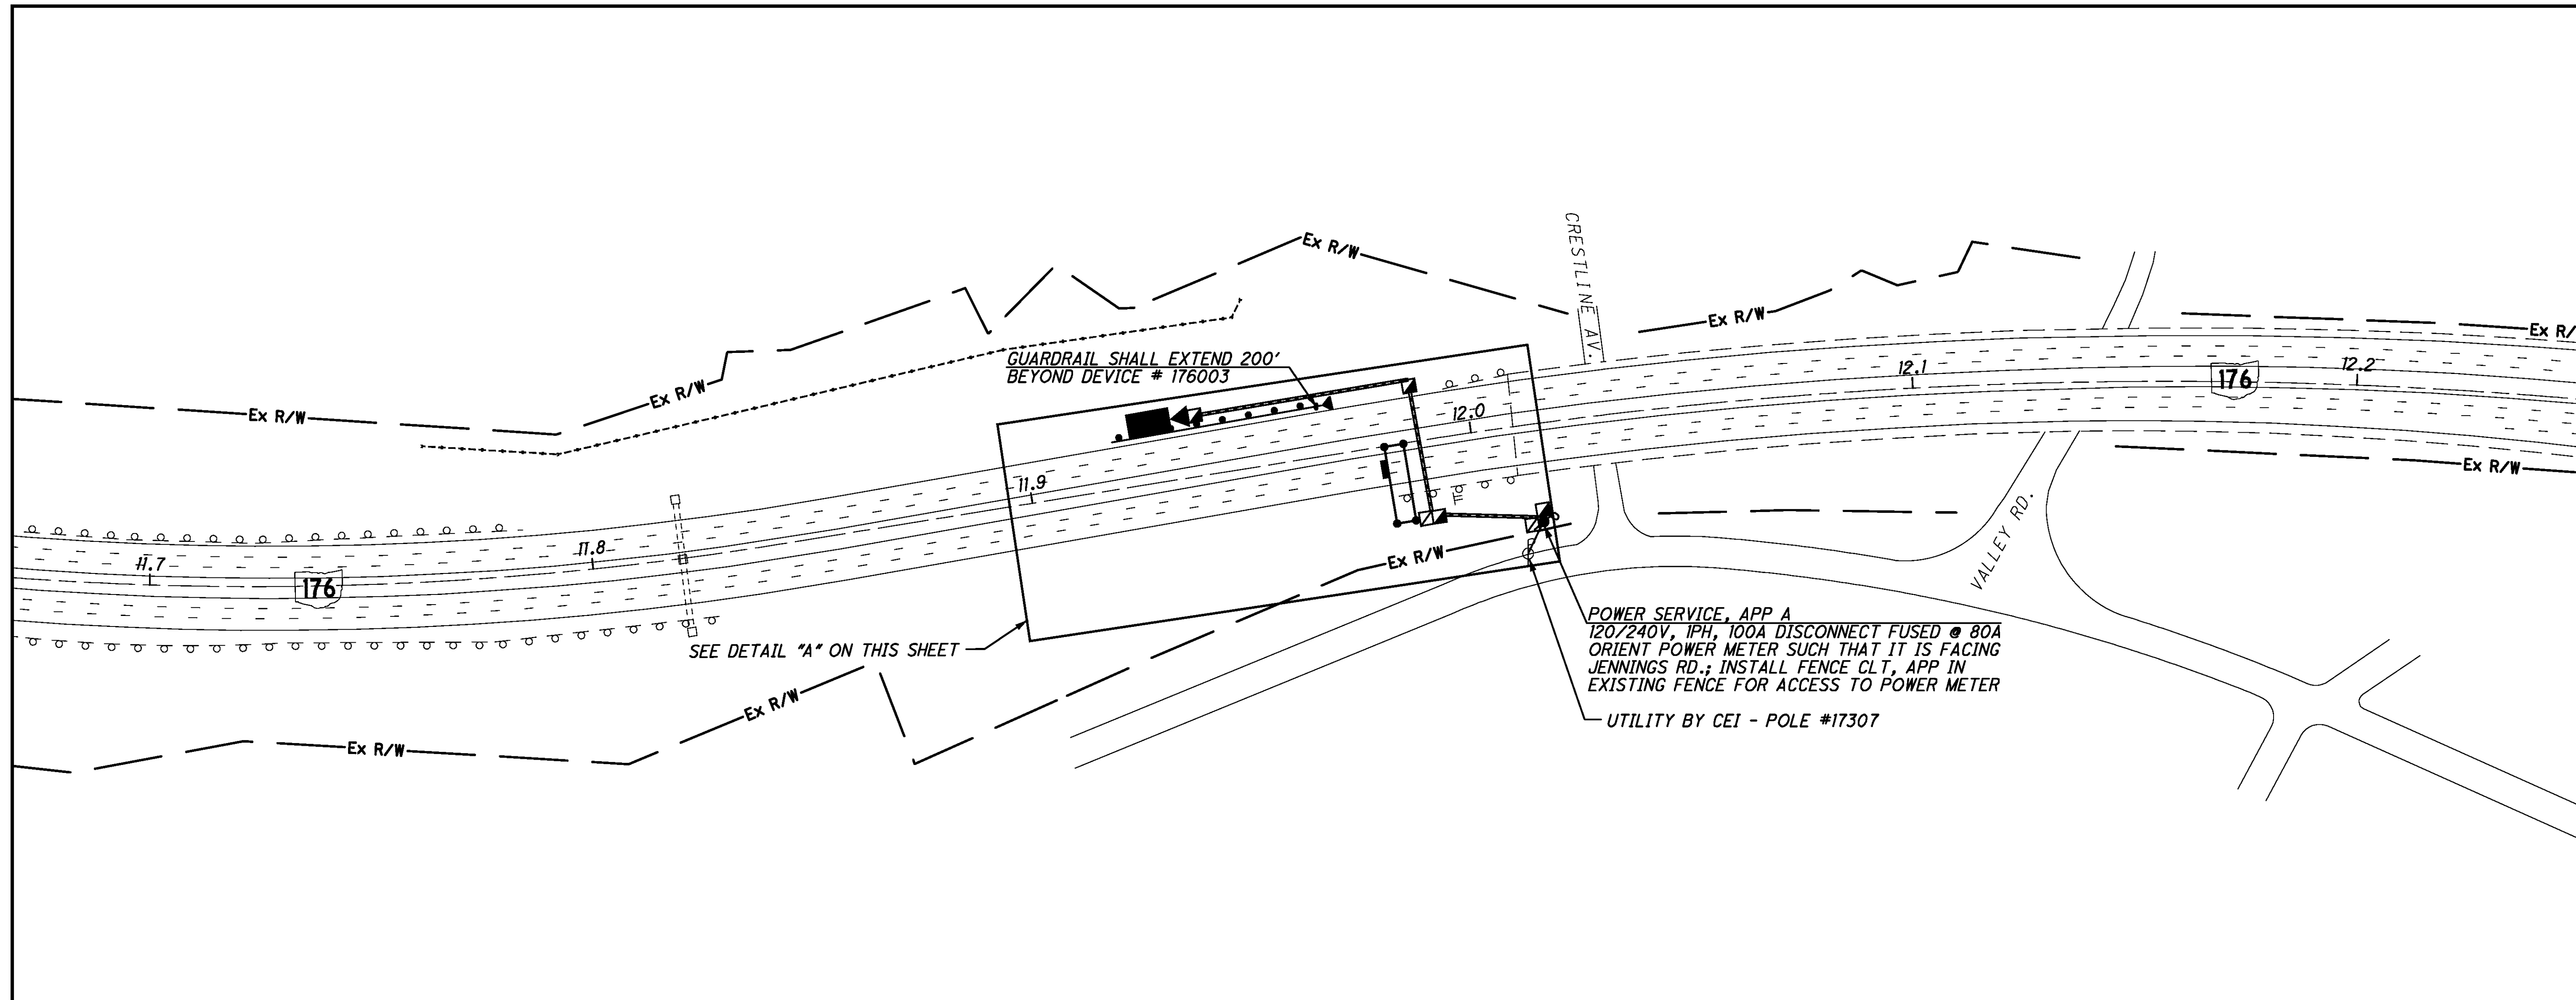 Ex R/W
CRESTLINE AV.
Ex R/W
Ex R/
12.1
176
12.2
GUARDRAIL SHALL EXTEND 200'
BEYOND DEVICE # 176003
Ex R/W
Ex R/W
12.0
Ex R/W
11.9
VALLEY RD.
11.7
176
11.8
Ex R/W
SEE DETAIL "A" ON THIS SHEET
POWER SERVICE, APP A
120/240V, 1PH, 100A DISCONNECT FUSED @ 80A
ORIENT POWER METER SUCH THAT IT IS FACING
JENNINGS RD.; INSTALL FENCE CLT, APP IN
EXISTING FENCE FOR ACCESS TO POWER METER
Ex R/W
UTILITY BY CEI - POLE #17307
Ex R/W